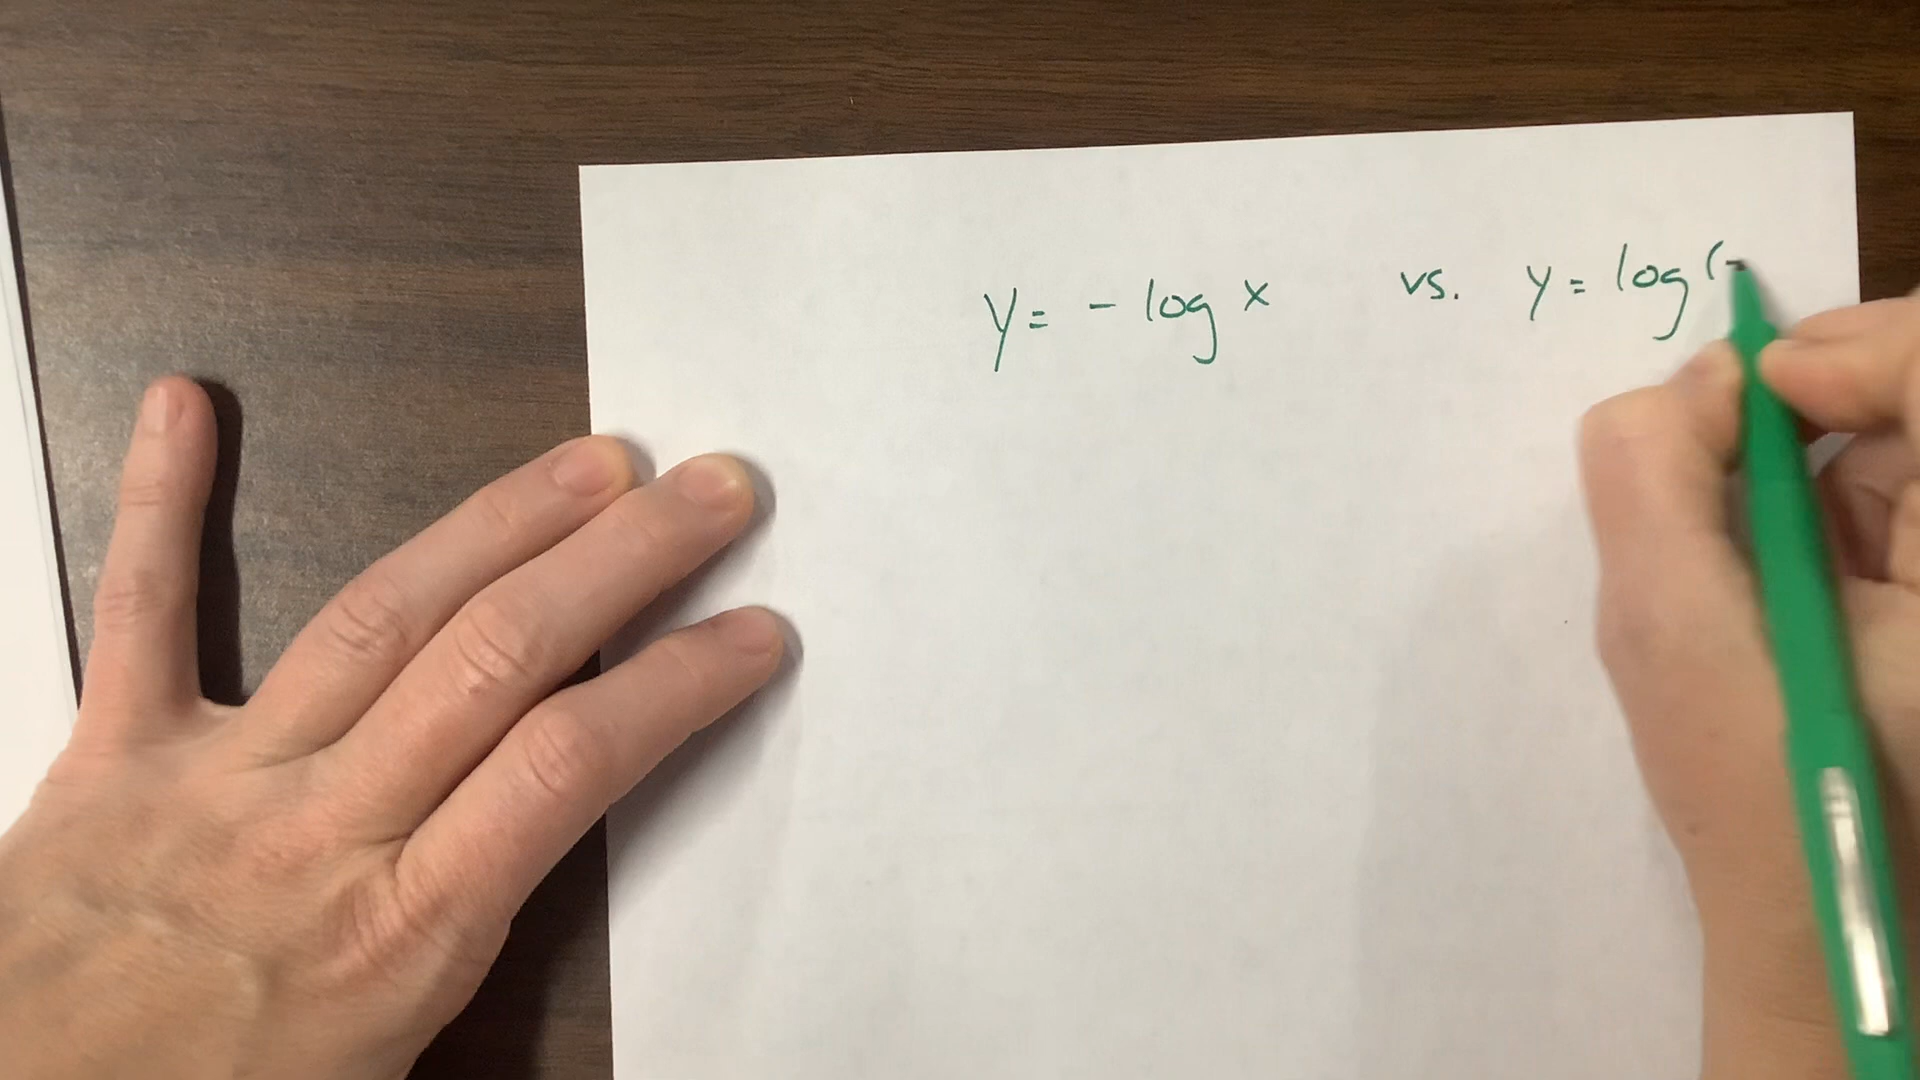 y = - log x vs. y = log (-